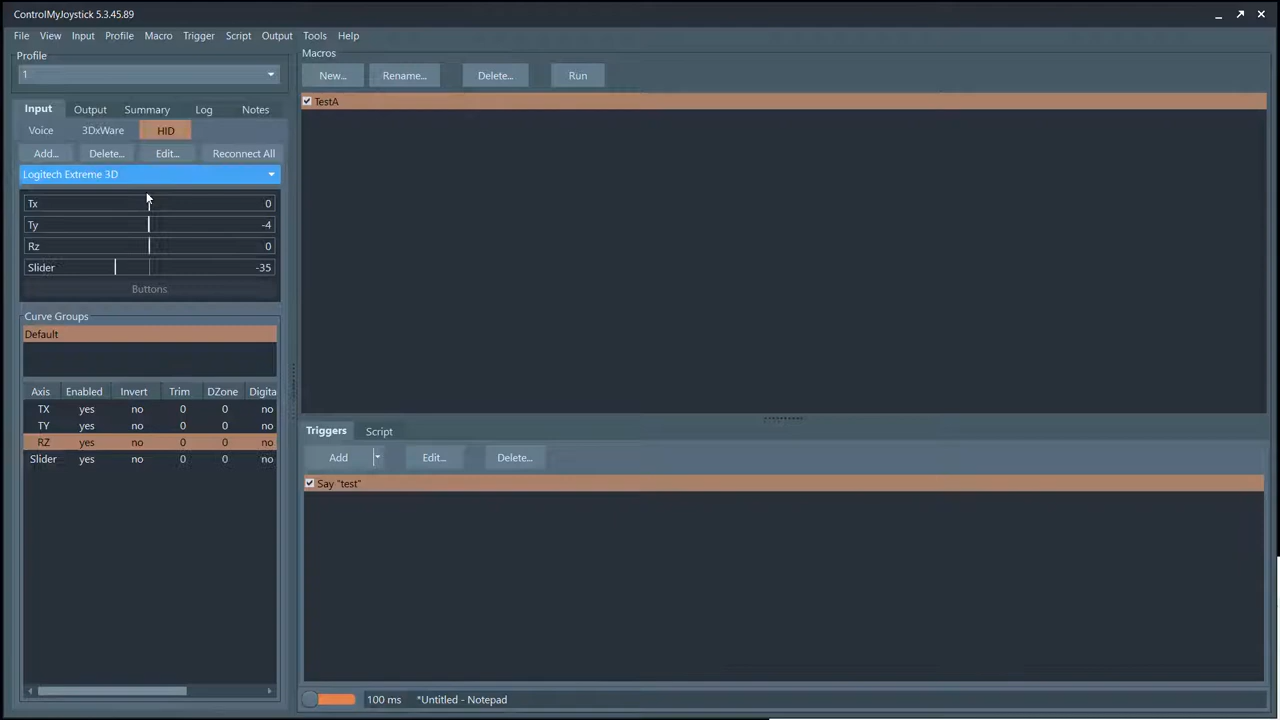 ControlMyJoystick 5.3.45.89
File View Input Profile Macro Trigger Script Output Tools Help
Profile
1
Input Output Summary Log Notes
Voice 3DxWare HID
Add... Delete... Edit... Reconnect All
Logitech Extreme 3D
Tx 0
Ty -4
Rz 0
Slider -35
Buttons
Curve Groups
Default
Axis Enabled Invert Trim DZone Digita
TX yes no 0 0 no
TY yes no 0 0 no
RZ yes no 0 0 no
Slider yes no 0 0 no
Macros
New... Rename... Delete... Run
TestA
Triggers Script
Add Edit... Delete...
Say "test"
100 ms *Untitled - Notepad